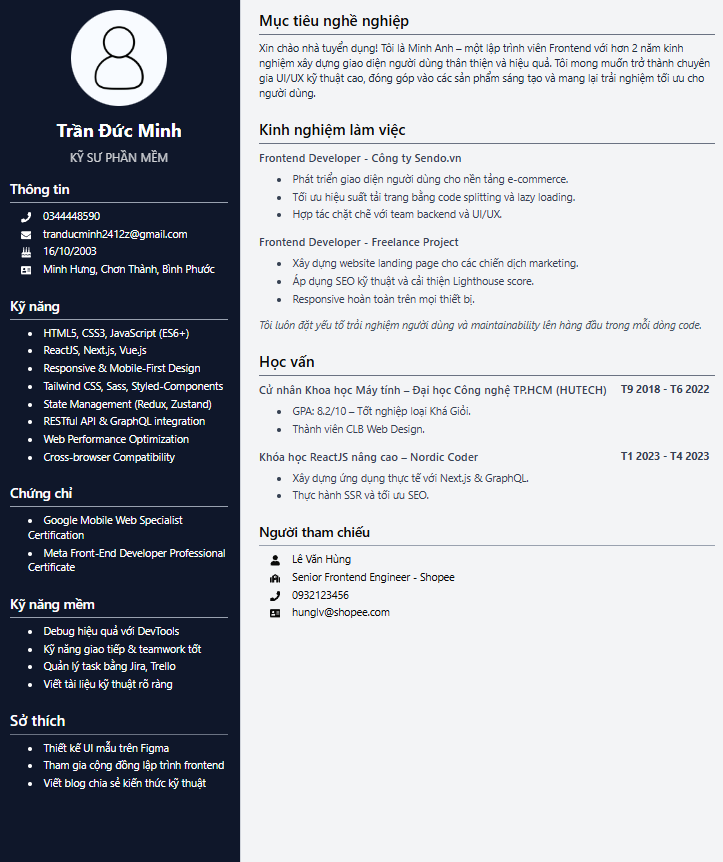 Trần Đức Minh
KỸ SƯ PHẦN MỀM
Thông tin
0344448590
tranducminh2412z@gmail.com
16/10/2003
Minh Hưng, Chơn Thành, Bình Phước
Kỹ năng
HTML5, CSS3, JavaScript (ES6+)
ReactJS, Next.js, Vue.js
Responsive & Mobile-First Design
Tailwind CSS, Sass, Styled-Components
State Management (Redux, Zustand)
RESTful API & GraphQL integration
Web Performance Optimization
Cross-browser Compatibility
Chứng chỉ
Google Mobile Web Specialist
Certification
Meta Front-End Developer Professional
Certificate
Kỹ năng mềm
Debug hiệu quả với DevTools
Kỹ năng giao tiếp & teamwork tốt
Quản lý task bằng Jira, Trello
Viết tài liệu kỹ thuật rõ ràng
Sở thích
Thiết kế UI mẫu trên Figma
Tham gia cộng đồng lập trình frontend
Viết blog chia sẻ kiến thức kỹ thuật
Mục tiêu nghề nghiệp
Xin chào nhà tuyển dụng! Tôi là Minh Anh – một lập trình viên Frontend với hơn 2 năm kinh
nghiệm xây dựng giao diện người dùng thân thiện và hiệu quả. Tôi mong muốn trở thành chuyên
gia UI/UX kỹ thuật cao, đóng góp vào các sản phẩm sáng tạo và mang lại trải nghiệm tối ưu cho
người dùng.
Kinh nghiệm làm việc
Frontend Developer - Công ty Sendo.vn
Phát triển giao diện người dùng cho nền tảng e-commerce.
Tối ưu hiệu suất tải trang bằng code splitting và lazy loading.
Hợp tác chặt chẽ với team backend và UI/UX.
Frontend Developer - Freelance Project
Xây dựng website landing page cho các chiến dịch marketing.
Áp dụng SEO kỹ thuật và cải thiện Lighthouse score.
Responsive hoàn toàn trên mọi thiết bị.
Tôi luôn đặt yếu tố trải nghiệm người dùng và maintainability lên hàng đầu trong mỗi dòng code.
Học vấn
Cử nhân Khoa học Máy tính – Đại học Công nghệ TP.HCM (HUTECH) T9 2018 - T6 2022
GPA: 8.2/10 – Tốt nghiệp loại Khá Giỏi.
Thành viên CLB Web Design.
Khóa học ReactJS nâng cao – Nordic Coder T1 2023 - T4 2023
Xây dựng ứng dụng thực tế với Next.js & GraphQL.
Thực hành SSR và tối ưu SEO.
Người tham chiếu
Lê Văn Hùng
Senior Frontend Engineer - Shopee
0932123456
hunglv@shopee.com